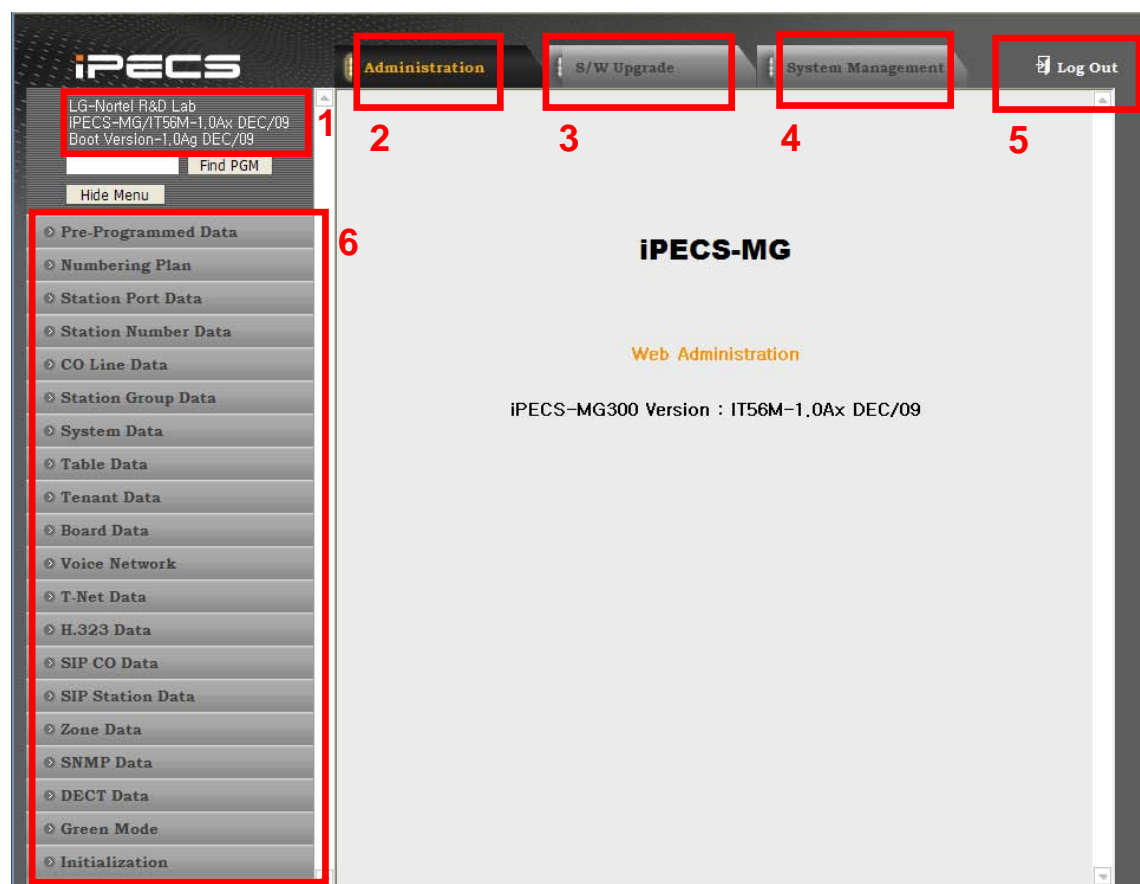 iPECS
Administration
S/W Upgrade
System Management
Log Out
LG-Nortel R&D Lab
iPECS-MG/IT56M-1.0Ax DEC/09
Boot Version-1.0Ag DEC/09
1
2
3
4
5
Find PGM
Hide Menu
6
Pre-Programmed Data
Numbering Plan
Station Port Data
Station Number Data
CO Line Data
Station Group Data
System Data
Table Data
Tenant Data
Board Data
Voice Network
T-Net Data
H.323 Data
SIP CO Data
SIP Station Data
Zone Data
SNMP Data
DECT Data
Green Mode
Initialization
iPECS-MG
Web Administration
iPECS-MG300 Version : IT56M-1.0Ax DEC/09